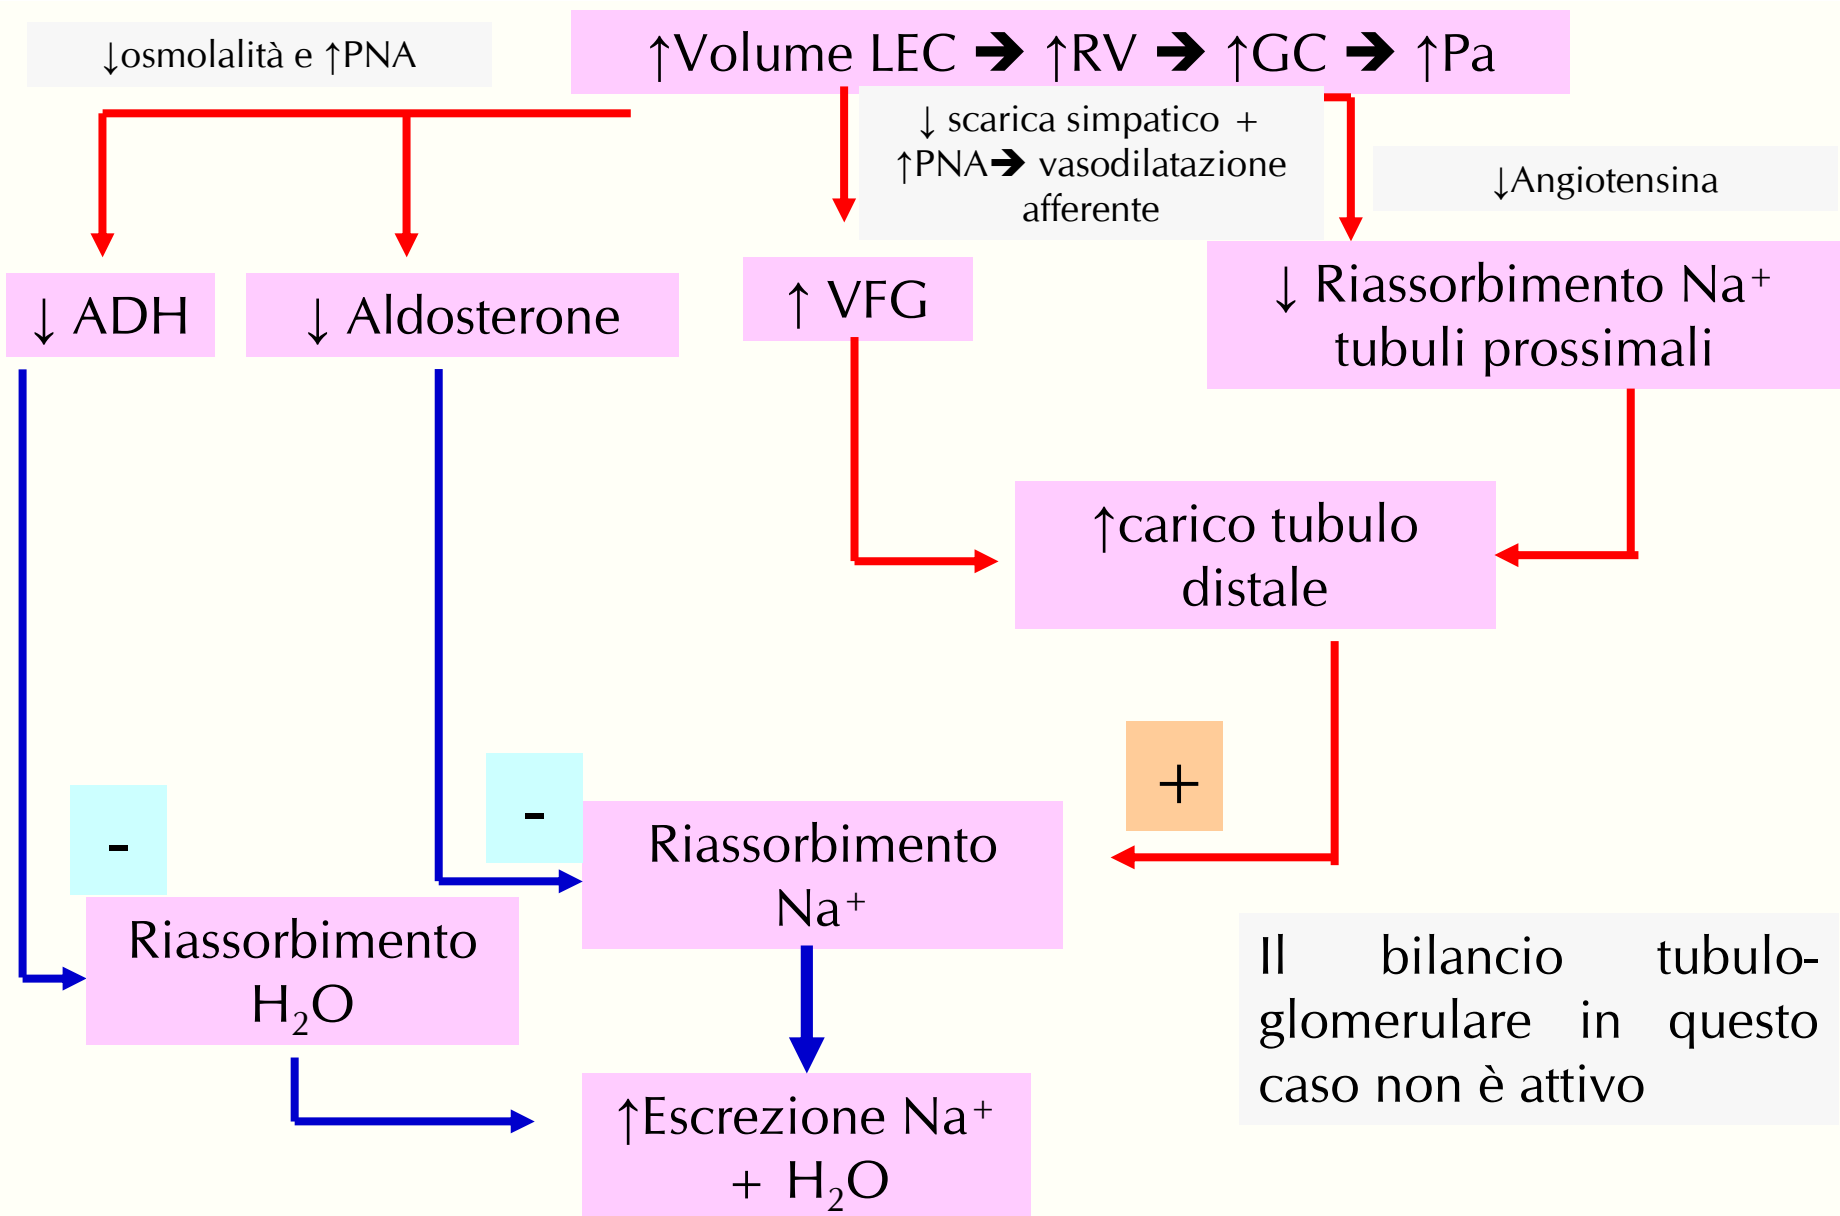 ↓osmolalità e ↑PNA
↑Volume LEC ➔ ↑RV ➔ ↑GC ➔ ↑Pa
↓ scarica simpatico +
↑PNA➔ vasodilatazione
afferente
↓Angiotensina
↓ ADH
↓ Aldosterone
↑ VFG
↓ Riassorbimento Na⁺
tubuli prossimali
↑carico tubulo
distale
+
-
-
Riassorbimento
Na⁺
Riassorbimento
H₂O
Il bilancio tubulo-
glomerulare in questo
caso non è attivo
↑Escrezione Na⁺
+ H₂O